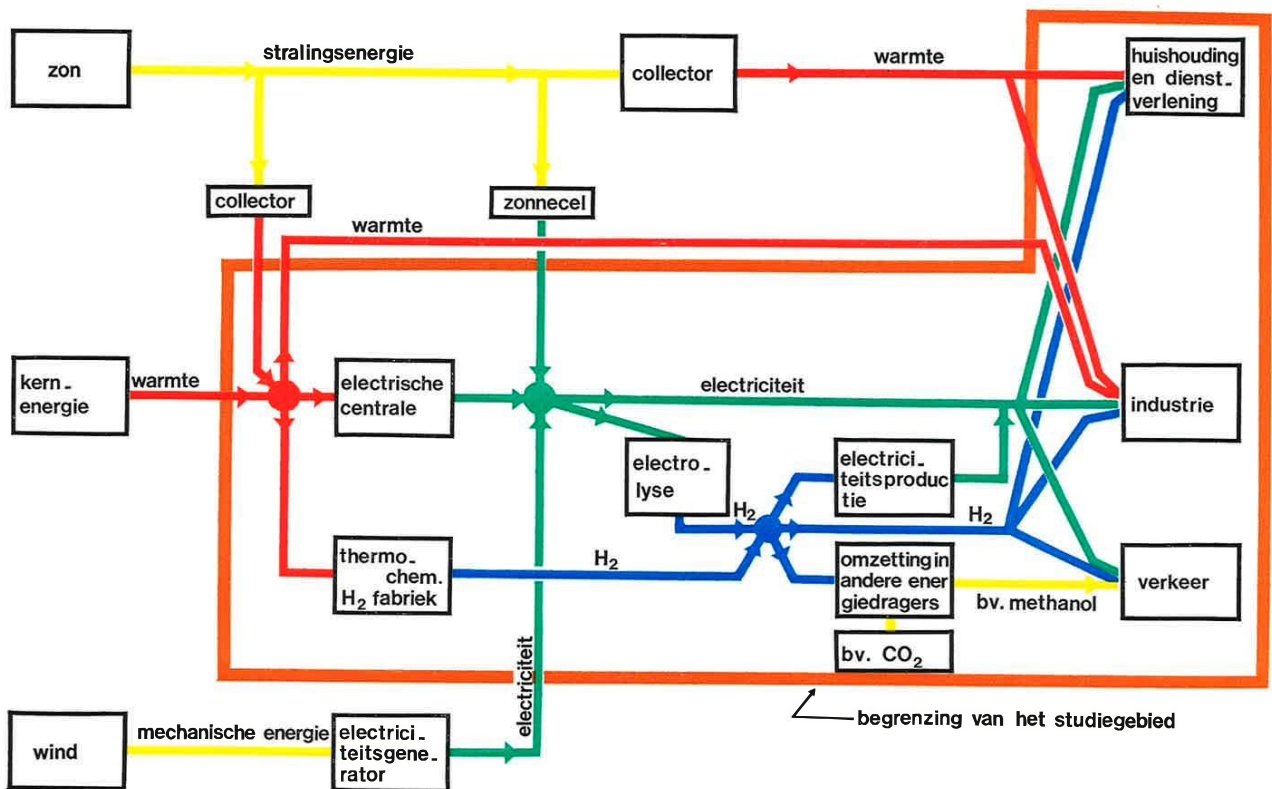 zon
stralingsenergie
collector
warmte
huishouding
en dienst-
verlening
collector
zonnecel
warmte
kern-
energie
warmte
electrische
centrale
electriciteit
industrie
electro-
lyse
electrici-
teitsproduc
tie
H2
H2
thermo-
chem.
H2 fabriek
H2
omzetting in
andere ener
giedragers
bv. methanol
verkeer
bv. CO2
electriciteit
begrenzing van het studiegebied
wind
mechanische energie
electrici-
teitsgene-
rator